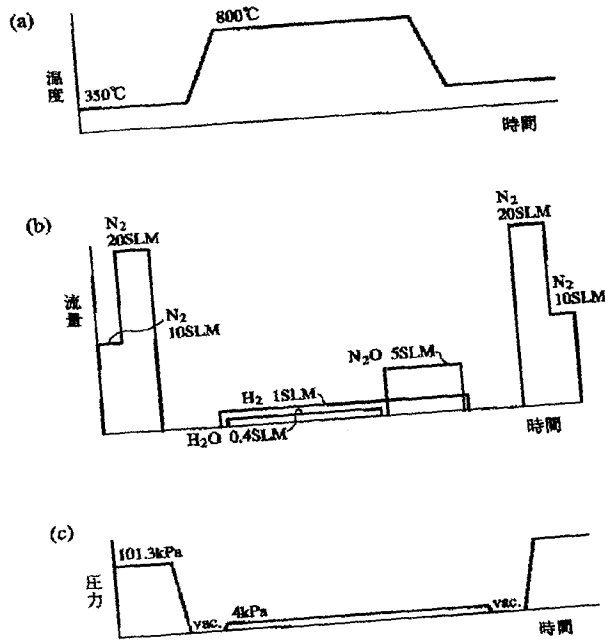 (a)
800℃
温度
350℃
時間
(b)
N₂
20SLM
N₂
20SLM
流量
N₂
10SLM
N₂
10SLM
N₂O 5SLM
H₂ 1SLM
H₂O 0.4SLM
時間
(c)
101.3kPa
圧力
vac.
4kPa
vac.
時間